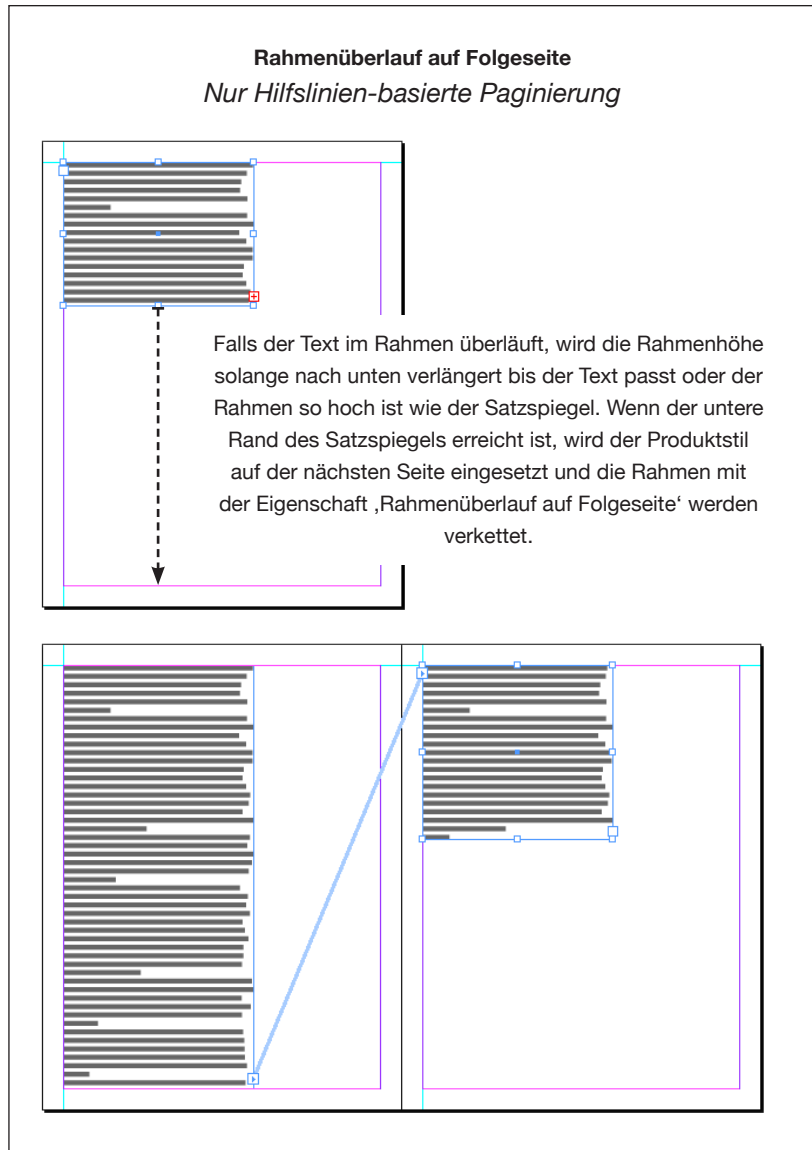 Rahmenüberlauf auf Folgeseite
Nur Hilfslinien-basierte Paginierung
Falls der Text im Rahmen überläuft, wird die Rahmenhöhe
solange nach unten verlängert bis der Text passt oder der
Rahmen so hoch ist wie der Satzspiegel. Wenn der untere
Rand des Satzspiegels erreicht ist, wird der Produktstil
auf der nächsten Seite eingesetzt und die Rahmen mit
der Eigenschaft ‚Rahmenüberlauf auf Folgeseite‘ werden
verkettet.